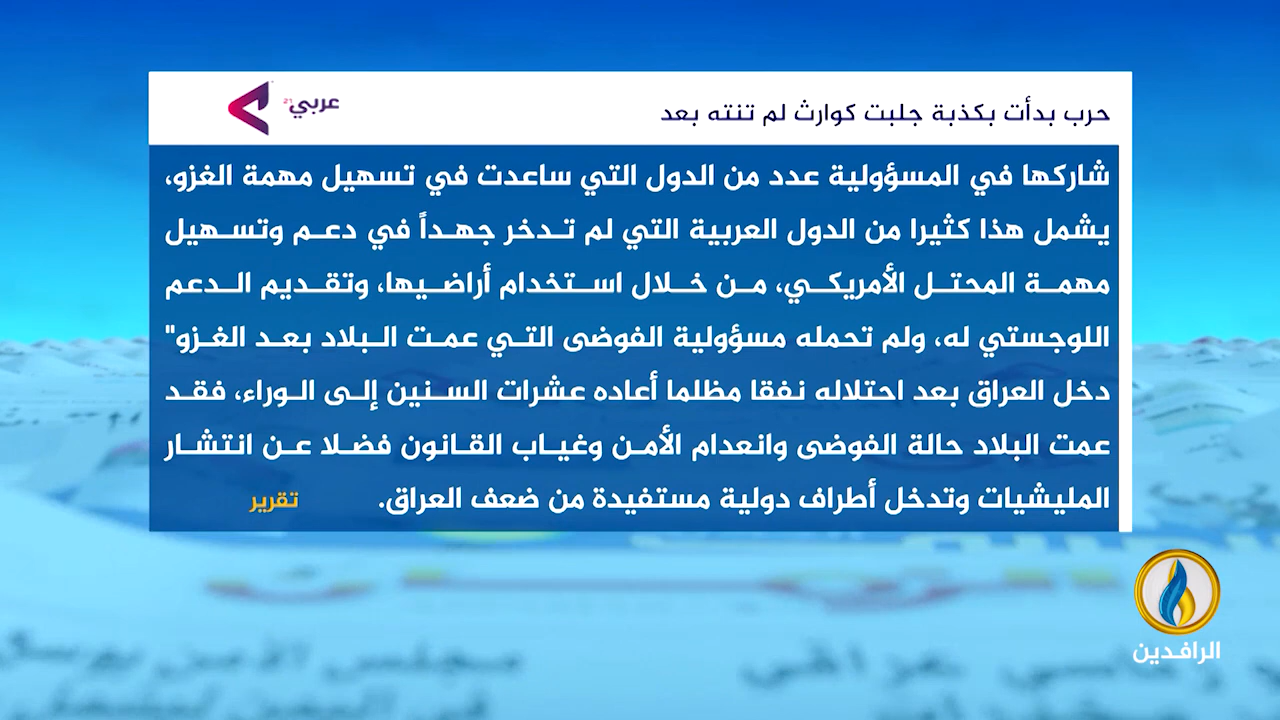 حرب بدأت بكذبة جلبت كوارث لم تنته بعد
عربي21
شاركها في المسؤولية عدد من الدول التي ساعدت في تسهيل مهمة الغزو،
يشمل هذا كثيرا من الدول العربية التي لم تدخر جهداً في دعم وتسهيل
مهمة المحتل الأمريكي، من خلال استخدام أراضيها، وتقديم الدعم
اللوجستي له، ولم تحمله مسؤولية الفوضى التي عمت البلاد بعد الغزو"
دخل العراق بعد احتلاله نفقا مظلما أعاده عشرات السنين إلى الوراء، فقد
عمت البلاد حالة الفوضى وانعدام الأمن وغياب القانون فضلا عن انتشار
المليشيات وتدخل أطراف دولية مستفيدة من ضعف العراق.
تقرير
الرافدين
مجلس الأمن